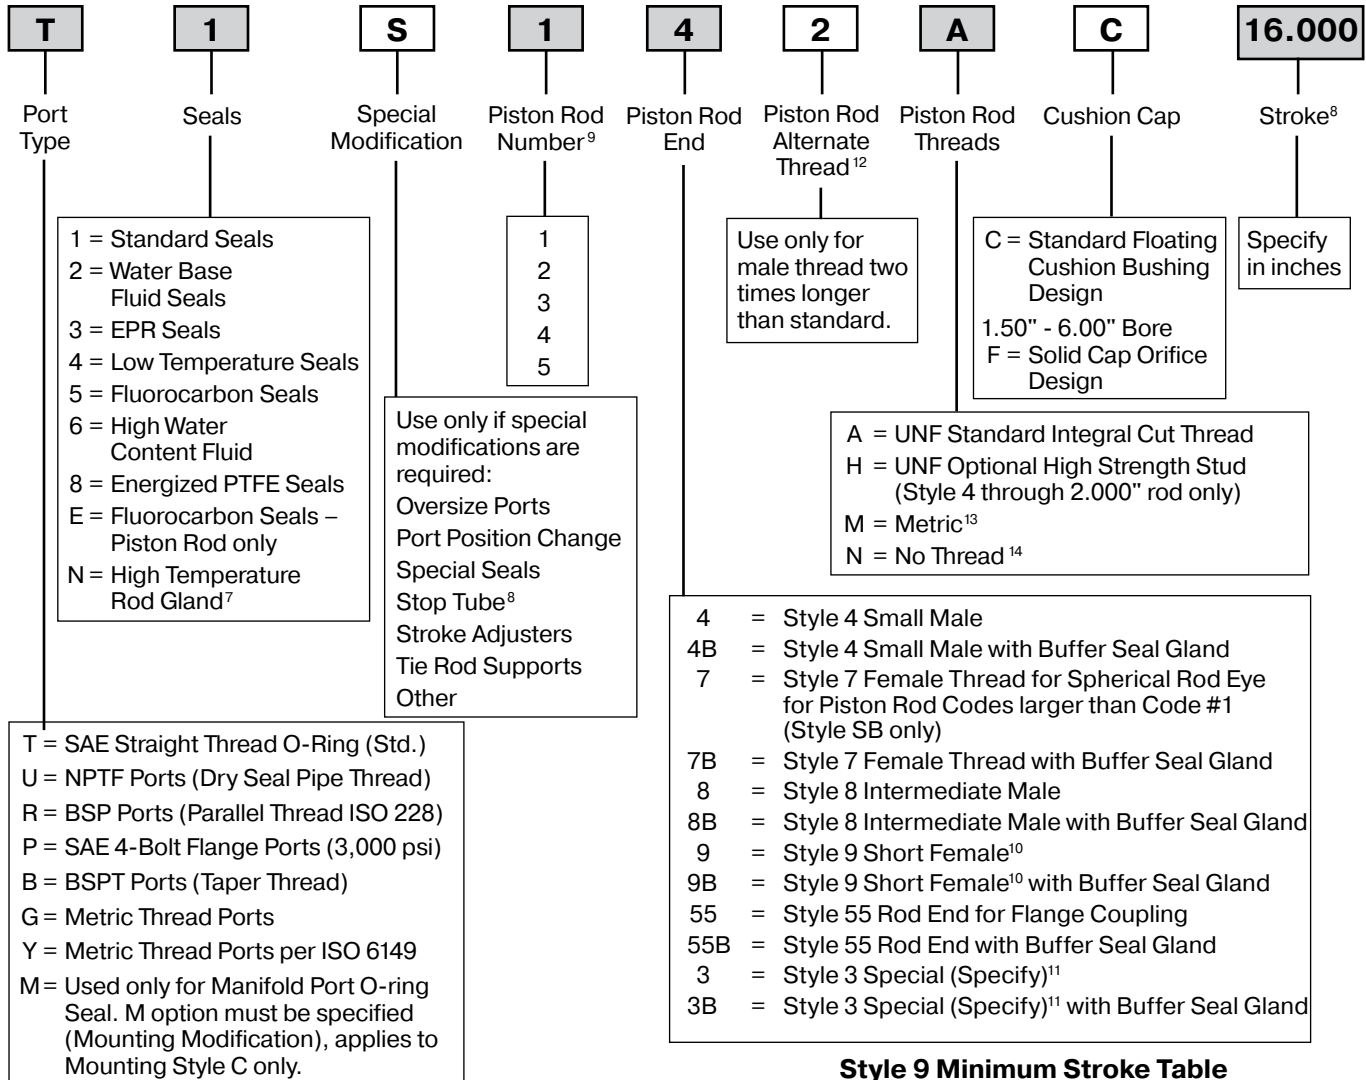 T 1 S 1 4 2 A C 16.000
Port
Type
Seals
Special
Modification
Piston Rod
Number⁹
Piston Rod
End
Piston Rod
Alternate
Thread¹²
Piston Rod
Threads
Cushion Cap
Stroke⁸
1 = Standard Seals
2 = Water Base
Fluid Seals
3 = EPR Seals
4 = Low Temperature Seals
5 = Fluorocarbon Seals
6 = High Water
Content Fluid
8 = Energized PTFE Seals
E = Fluorocarbon Seals –
Piston Rod only
N = High Temperature
Rod Gland⁷
1
2
3
4
5
Use only for
male thread two
times longer
than standard.
C = Standard Floating
Cushion Bushing
Design
1.50" - 6.00" Bore
F = Solid Cap Orifice
Design
Specify
in inches
Use only if special
modifications are
required:
Oversize Ports
Port Position Change
Special Seals
Stop Tube⁸
Stroke Adjusters
Tie Rod Supports
Other
A = UNF Standard Integral Cut Thread
H = UNF Optional High Strength Stud
(Style 4 through 2.000" rod only)
M = Metric¹³
N = No Thread ¹⁴
4 = Style 4 Small Male
4B = Style 4 Small Male with Buffer Seal Gland
7 = Style 7 Female Thread for Spherical Rod Eye
for Piston Rod Codes larger than Code #1
(Style SB only)
7B = Style 7 Female Thread with Buffer Seal Gland
8 = Style 8 Intermediate Male
8B = Style 8 Intermediate Male with Buffer Seal Gland
9 = Style 9 Short Female¹⁰
9B = Style 9 Short Female¹⁰ with Buffer Seal Gland
55 = Style 55 Rod End for Flange Coupling
55B = Style 55 Rod End with Buffer Seal Gland
3 = Style 3 Special (Specify)¹¹
3B = Style 3 Special (Specify)¹¹ with Buffer Seal Gland
T = SAE Straight Thread O-Ring (Std.)
U = NPTF Ports (Dry Seal Pipe Thread)
R = BSP Ports (Parallel Thread ISO 228)
P = SAE 4-Bolt Flange Ports (3,000 psi)
B = BSPT Ports (Taper Thread)
G = Metric Thread Ports
Y = Metric Thread Ports per ISO 6149
M = Used only for Manifold Port O-ring
Seal. M option must be specified
(Mounting Modification), applies to
Mounting Style C only.
Style 9 Minimum Stroke Table